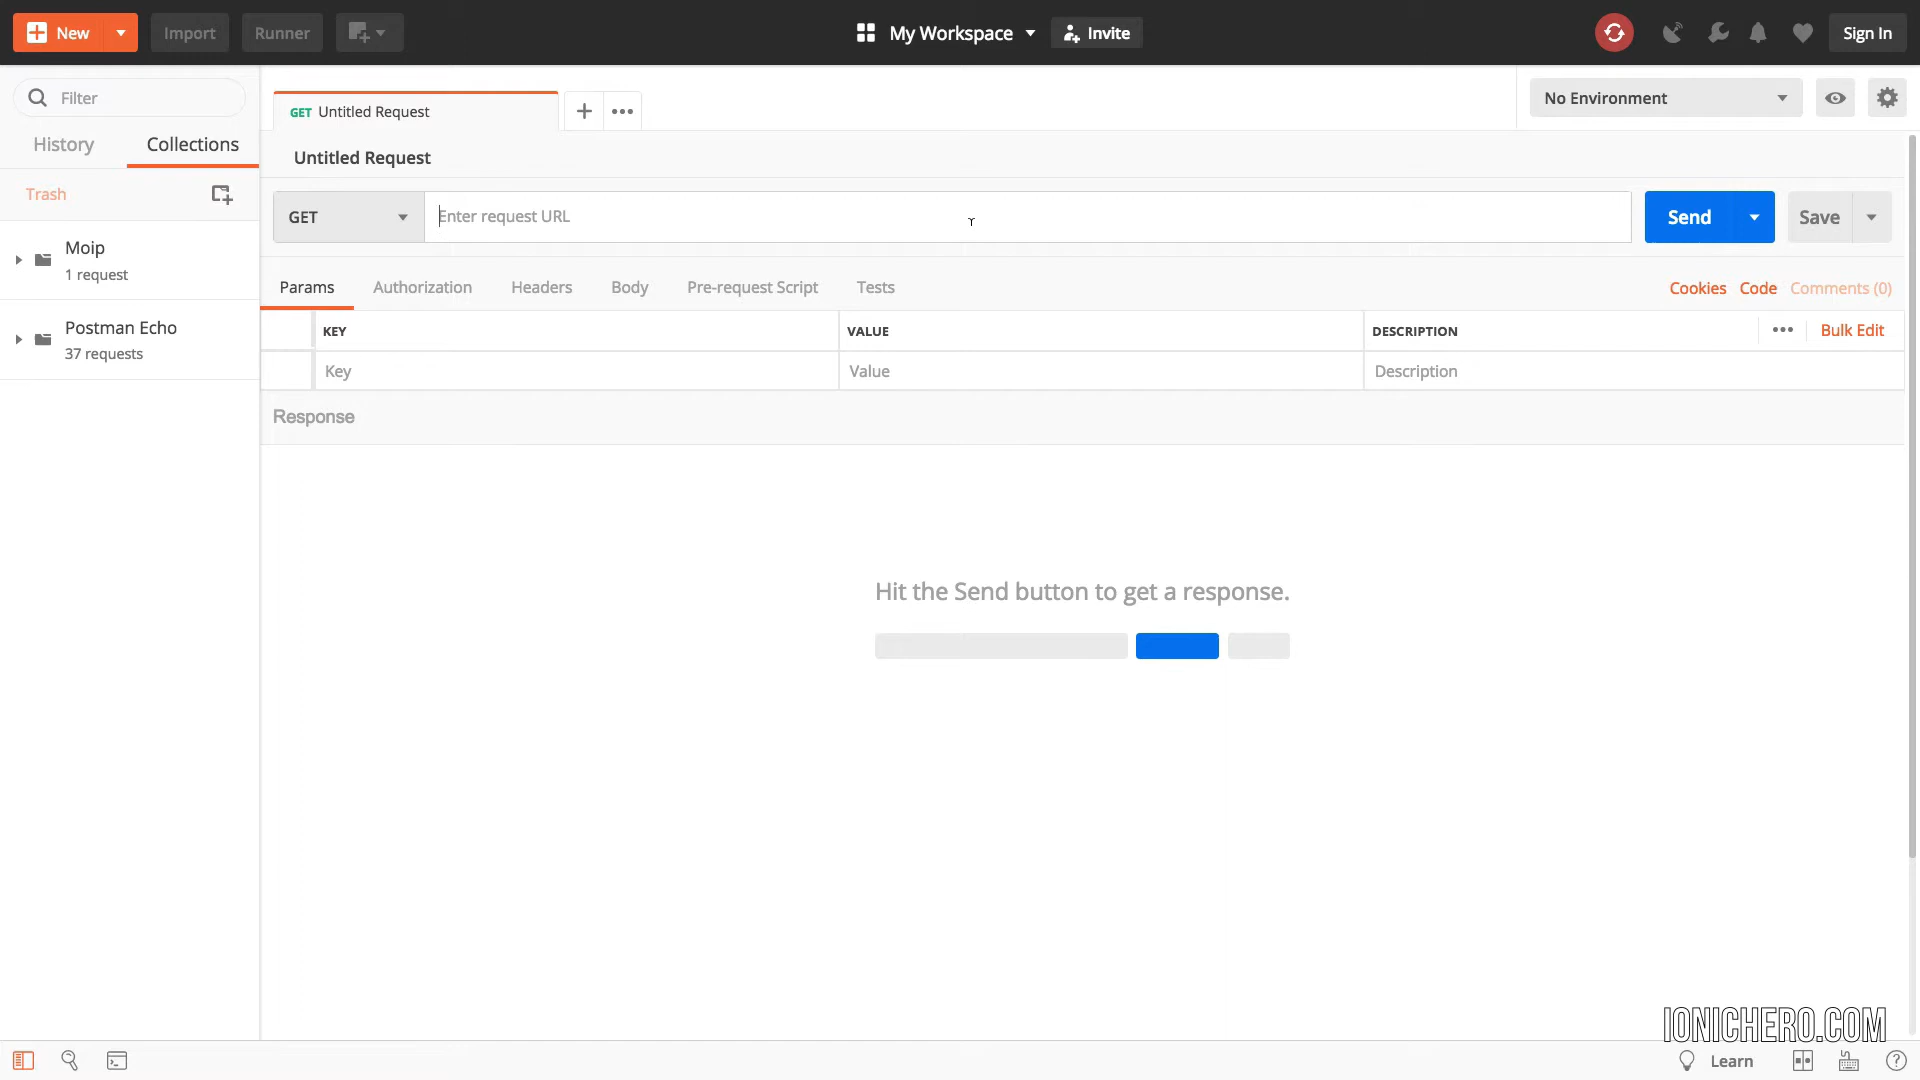 New
Import
Runner
My Workspace
Invite
Sign In
Filter
History
Collections
Trash
Moip
1 request
Postman Echo
37 requests
GET Untitled Request
No Environment
Untitled Request
GET
Enter request URL
Send
Save
Params
Authorization
Headers
Body
Pre-request Script
Tests
Cookies
Code
Comments (0)
KEY
VALUE
DESCRIPTION
Bulk Edit
Key
Value
Description
Response
Hit the Send button to get a response.
IONICHERO.COM
Learn